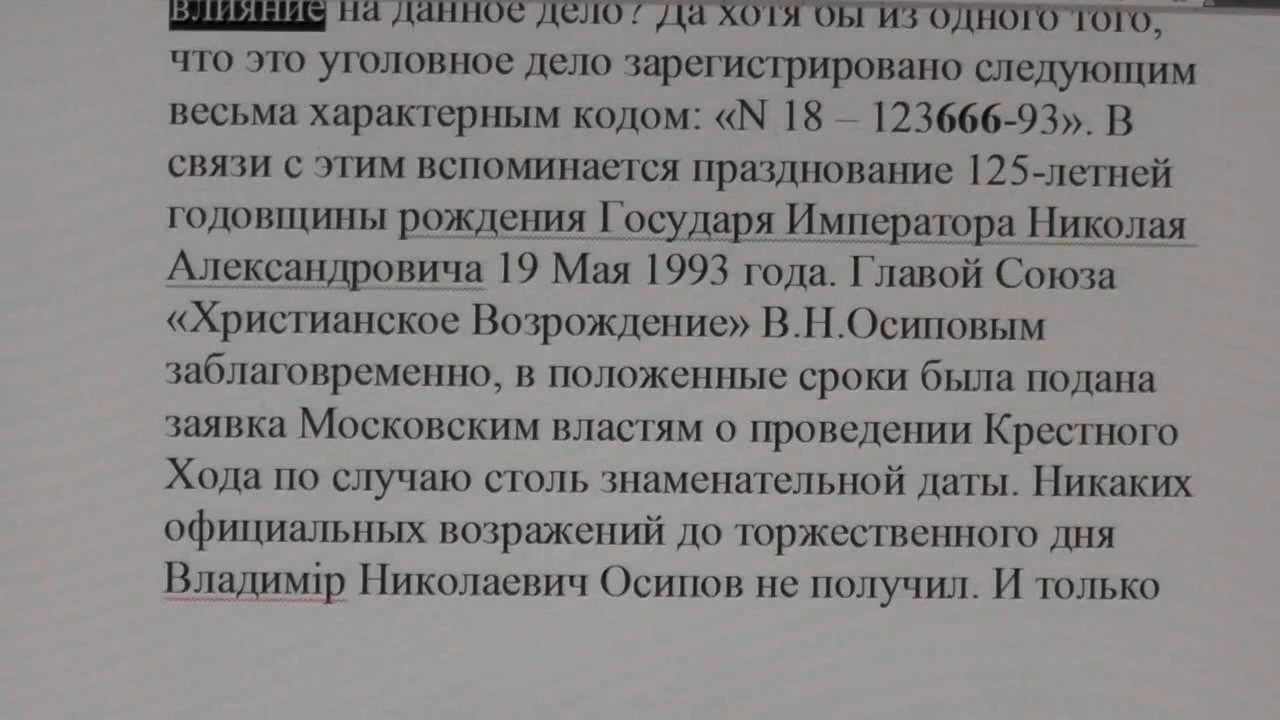 влияние на данное дело? Да хотя бы из одного того,
что это уголовное дело зарегистрировано следующим
весьма характерным кодом: «N 18 – 123666-93». В
связи с этим вспоминается празднование 125-летней
годовщины рождения Государя Императора Николая
Александровича 19 Мая 1993 года. Главой Союза
«Христианское Возрождение» В.Н.Осиповым
заблаговременно, в положенные сроки была подана
заявка Московским властям о проведении Крестного
Хода по случаю столь знаменательной даты. Никаких
официальных возражений до торжественного дня
Владимір Николаевич Осипов не получил. И только